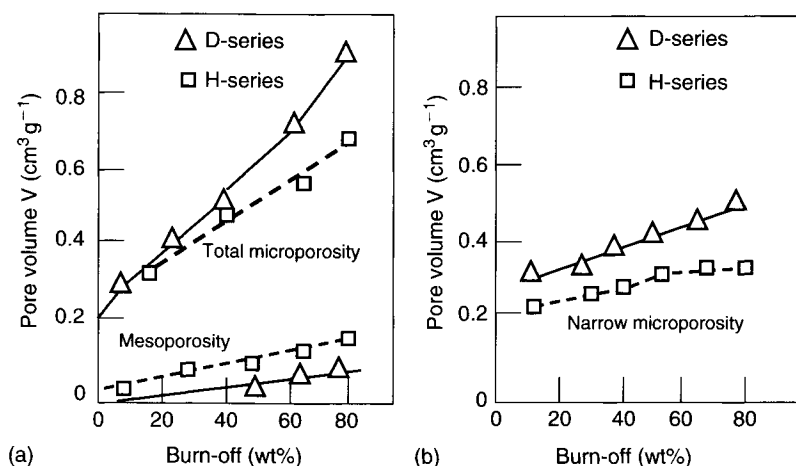 D-series
H-series
0.8
0.6
0.4
0.2
0
Total microporosity
Mesoporosity
0 20 40 60 80
Pore volume V (cm³ g⁻¹)
Burn-off (wt%)
(a)
D-series
H-series
0.8
0.6
0.4
0.2
0
Narrow microporosity
20 40 60 80
Pore volume V (cm³ g⁻¹)
Burn-off (wt%)
(b)